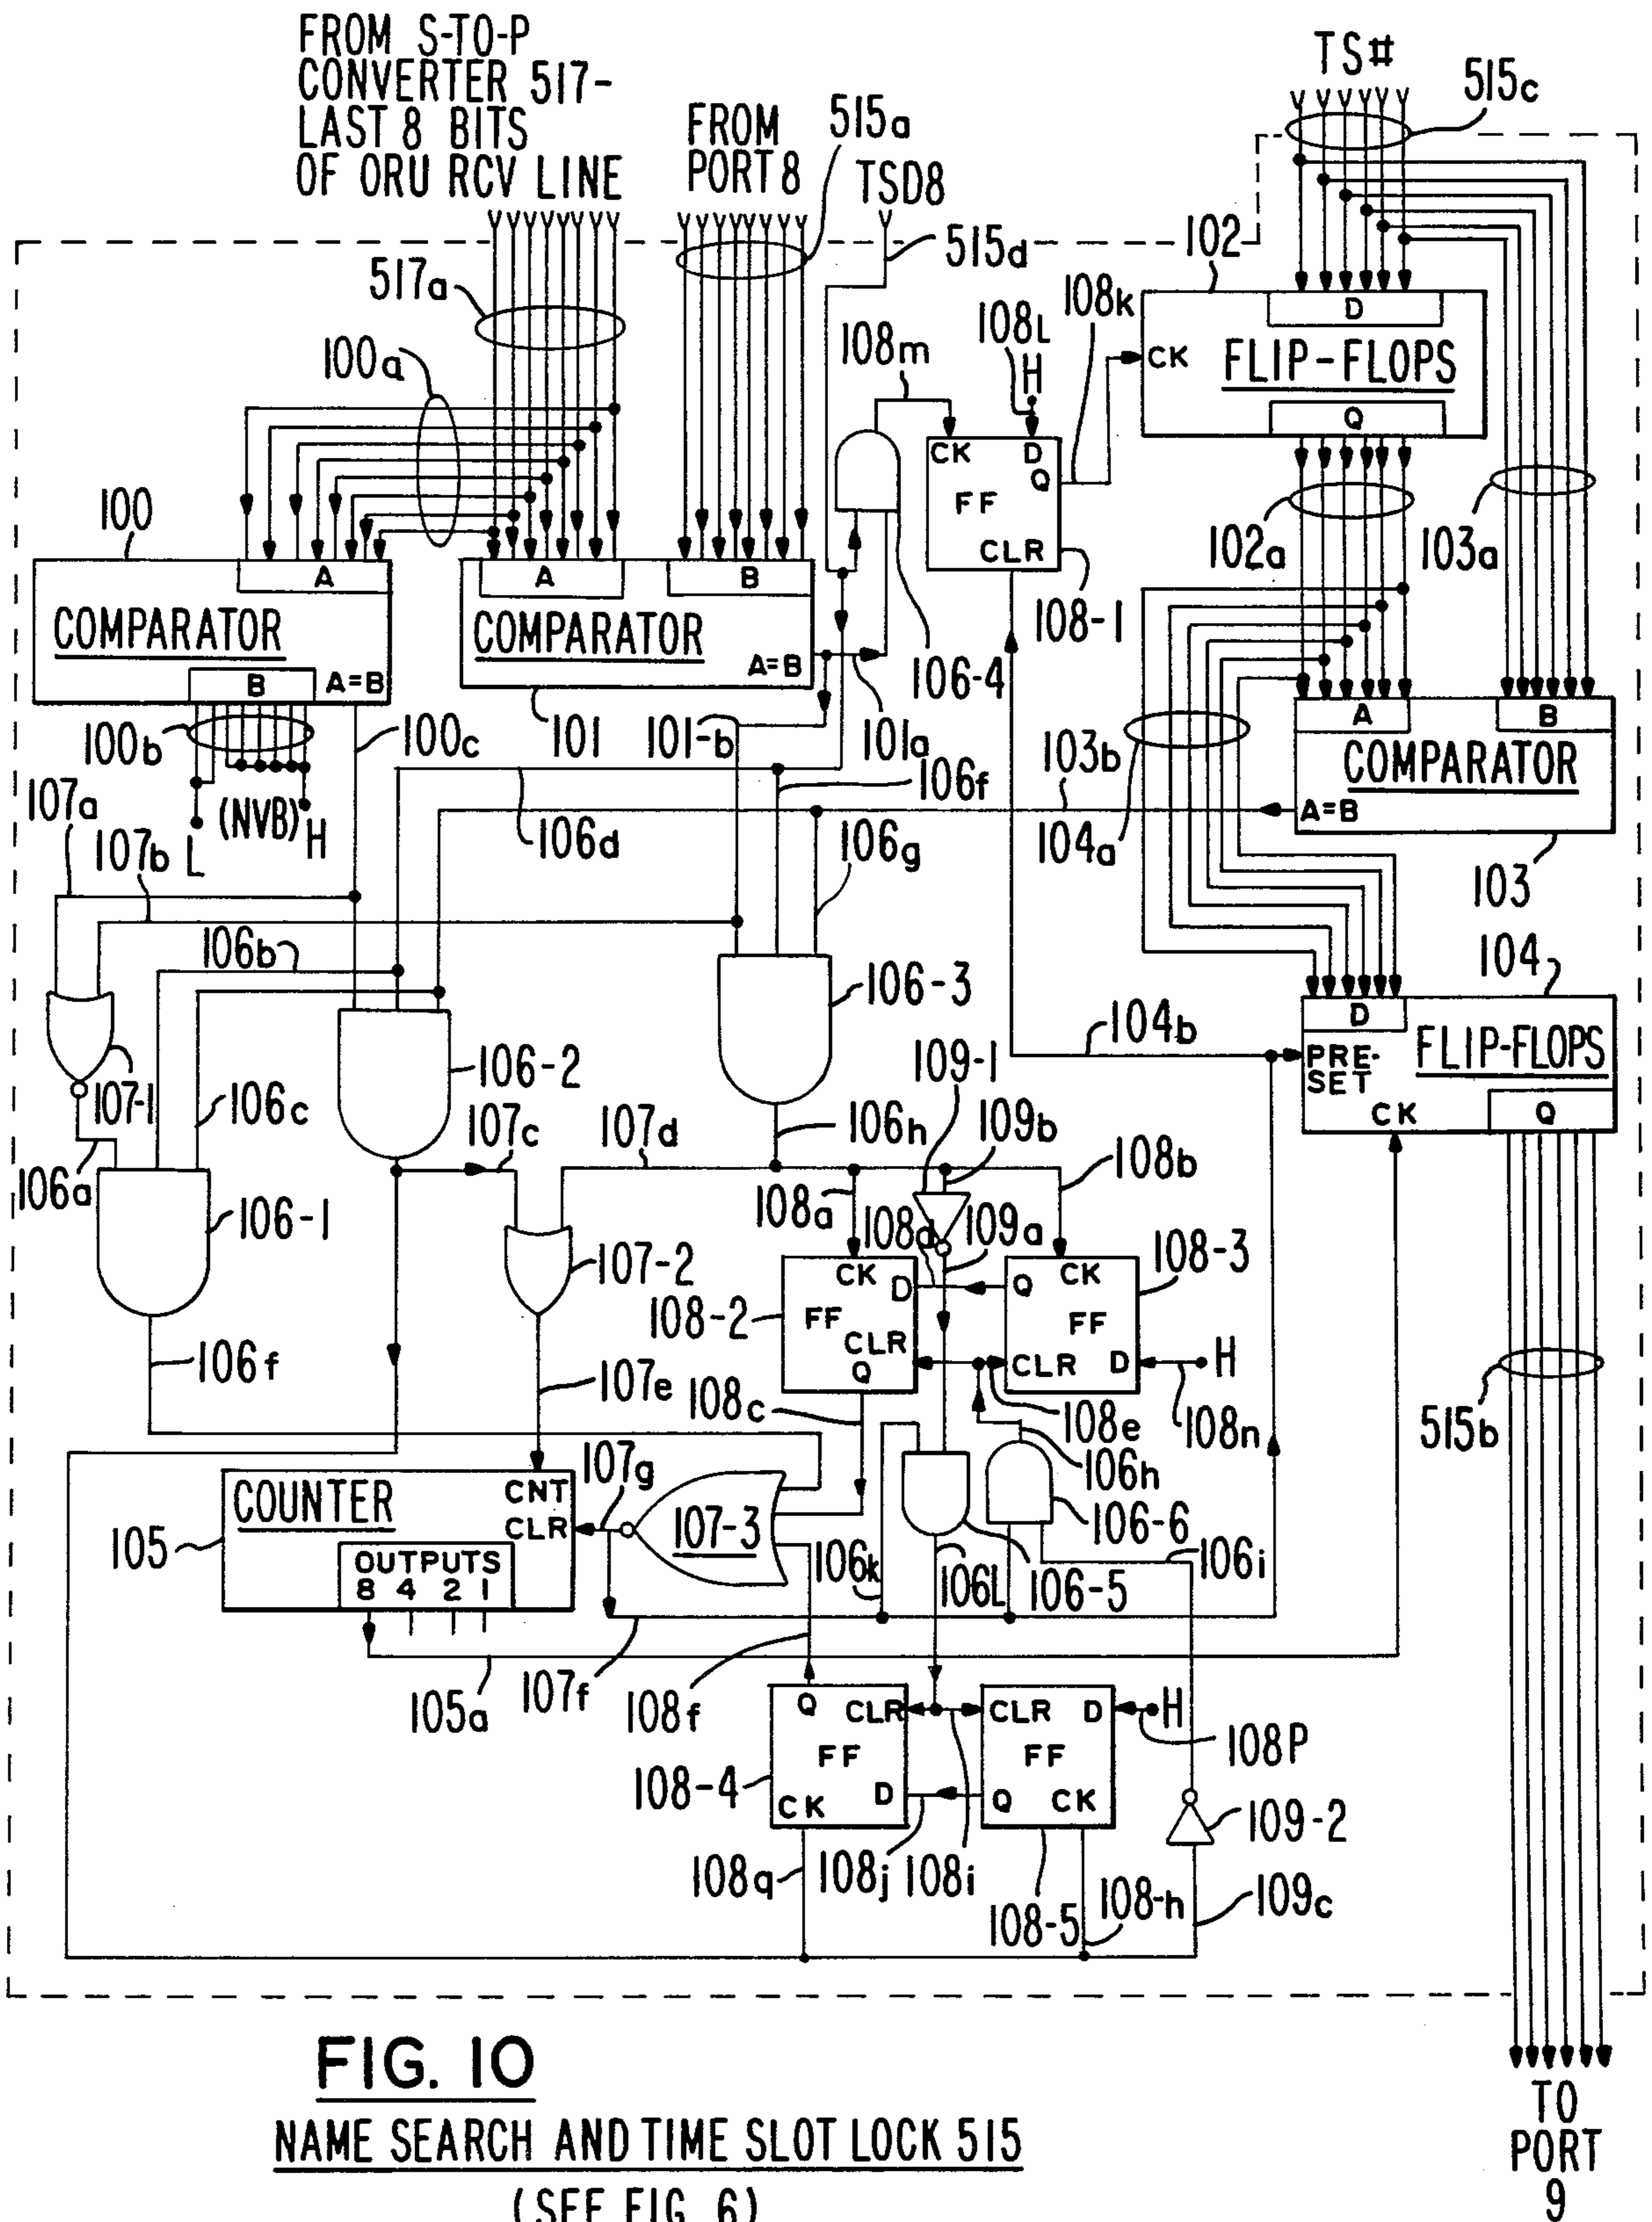 FROM S-TO-P
CONVERTER 517-
LAST 8 BITS
OF ORU RCV LINE
FROM
PORT 8
515a
TSD8
TS#
515c
515d
102
517a
100a
108m
108L
H
108k
D
CK
FLIP-FLOPS
Q
CK
D
Q
FF
CLR
108-1
102a
103a
100
A
COMPARATOR
B
A=B
A
B
COMPARATOR
A=B
106-4
A
B
COMPARATOR
A=B
100b
100c
101
101-b
101a
103b
104a
103
107a
(NVB)
L
H
107b
106d
106f
106g
106b
106-3
104
D
PRE-
SET
FLIP-FLOPS
CK
Q
104b
107-1
106c
106-2
109-1
109b
106a
107c
107d
106h
108b
106-1
107-2
108a
108d
109a
108-3
CK
D
FF
CLR
Q
108-2
Q
CK
FF
CLR
D
H
106f
107e
108c
108e
108n
106h
515b
COUNTER
CNT
CLR
107g
107-3
106-6
105
OUTPUTS
8 4 2 1
106k
106L
106-5
106i
105a
107f
108f
Q
CLR
FF
CK
D
108-4
CLR
D
FF
Q
CK
H
108P
109-2
108q
108j
108i
108-5
108-h
109c
FIG. 10
NAME SEARCH AND TIME SLOT LOCK 515
(SEE FIG. 6)
TO
PORT
9